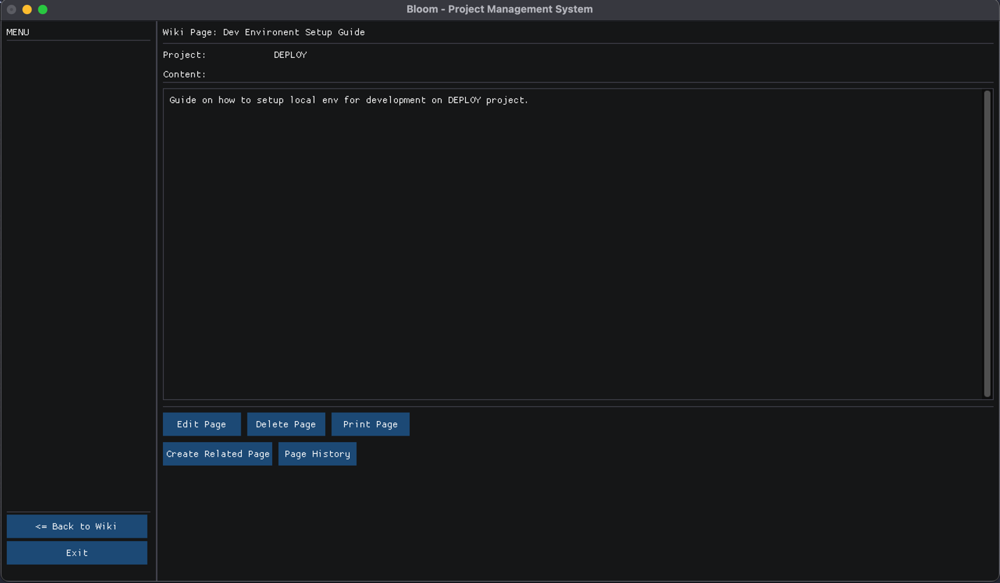 Bloom - Project Management System
MENU
Wiki Page: Dev Environent Setup Guide
Project: DEPLOY
Content:
Guide on how to setup local env for development on DEPLOY project.
Edit Page Delete Page Print Page
Create Related Page Page History
<= Back to Wiki
Exit